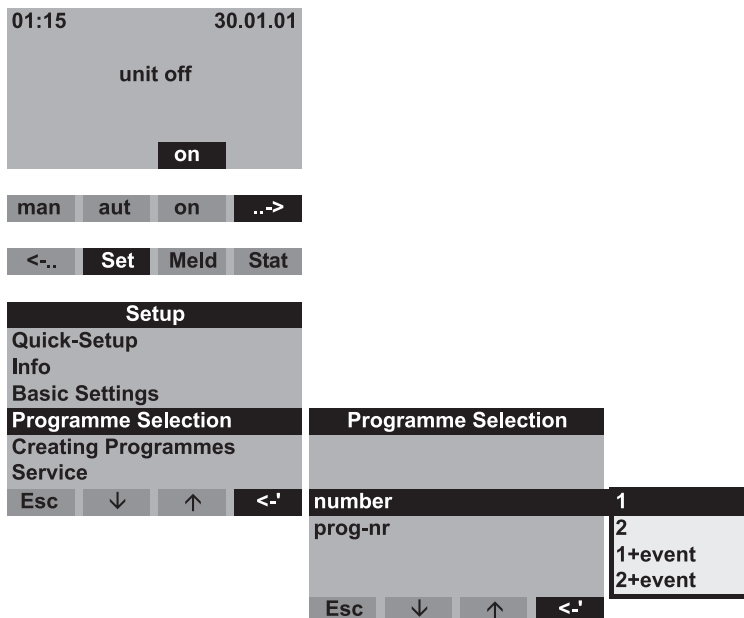 01:15 30.01.01
unit off
on
man aut on ..->
<-.. Set Meld Stat
Setup
Quick-Setup
Info
Basic Settings
Programme Selection
Creating Programmes
Service
Esc ↓ ↑ <-'
Programme Selection
number
prog-nr
Esc ↓ ↑ <-'
1
2
1+event
2+event